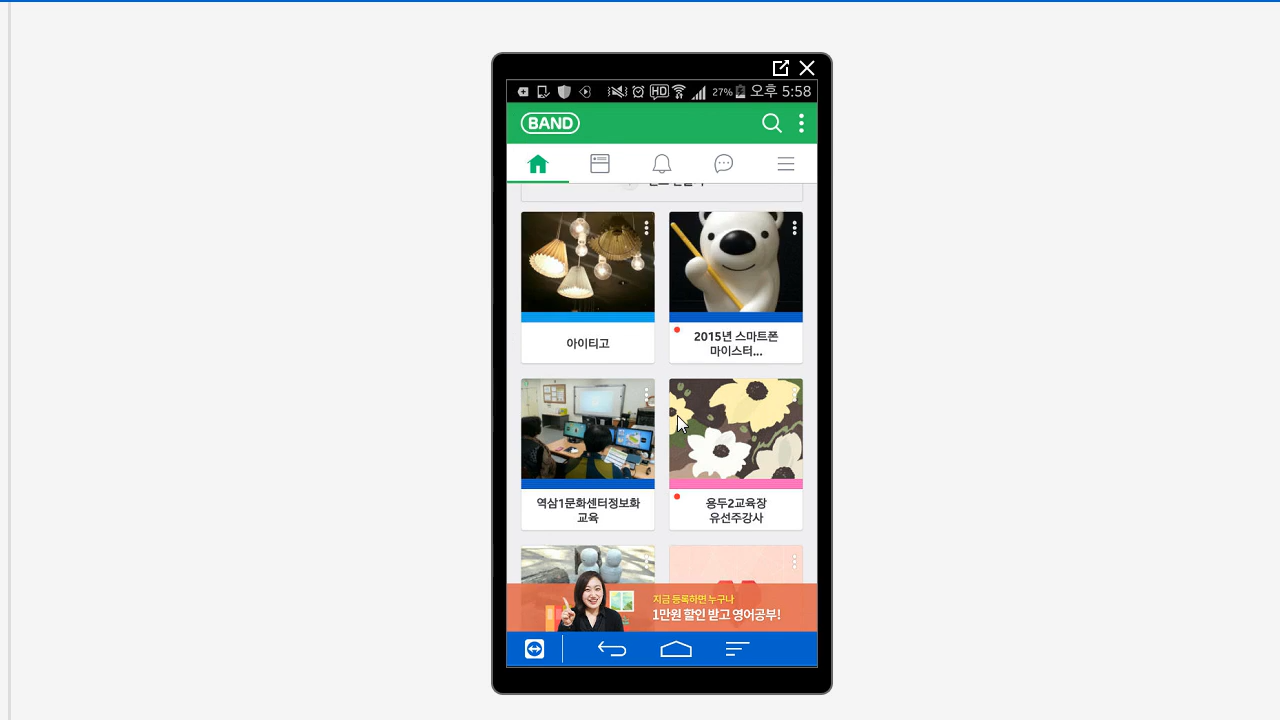 HD 27% 오후 5:58
BAND
아이티고
2015년 스마트폰
마이스터...
역삼1문화센터정보화
교육
용두2교육장
유선주강사
지금 등록하면 누구나
1만원 할인 받고 영어공부!